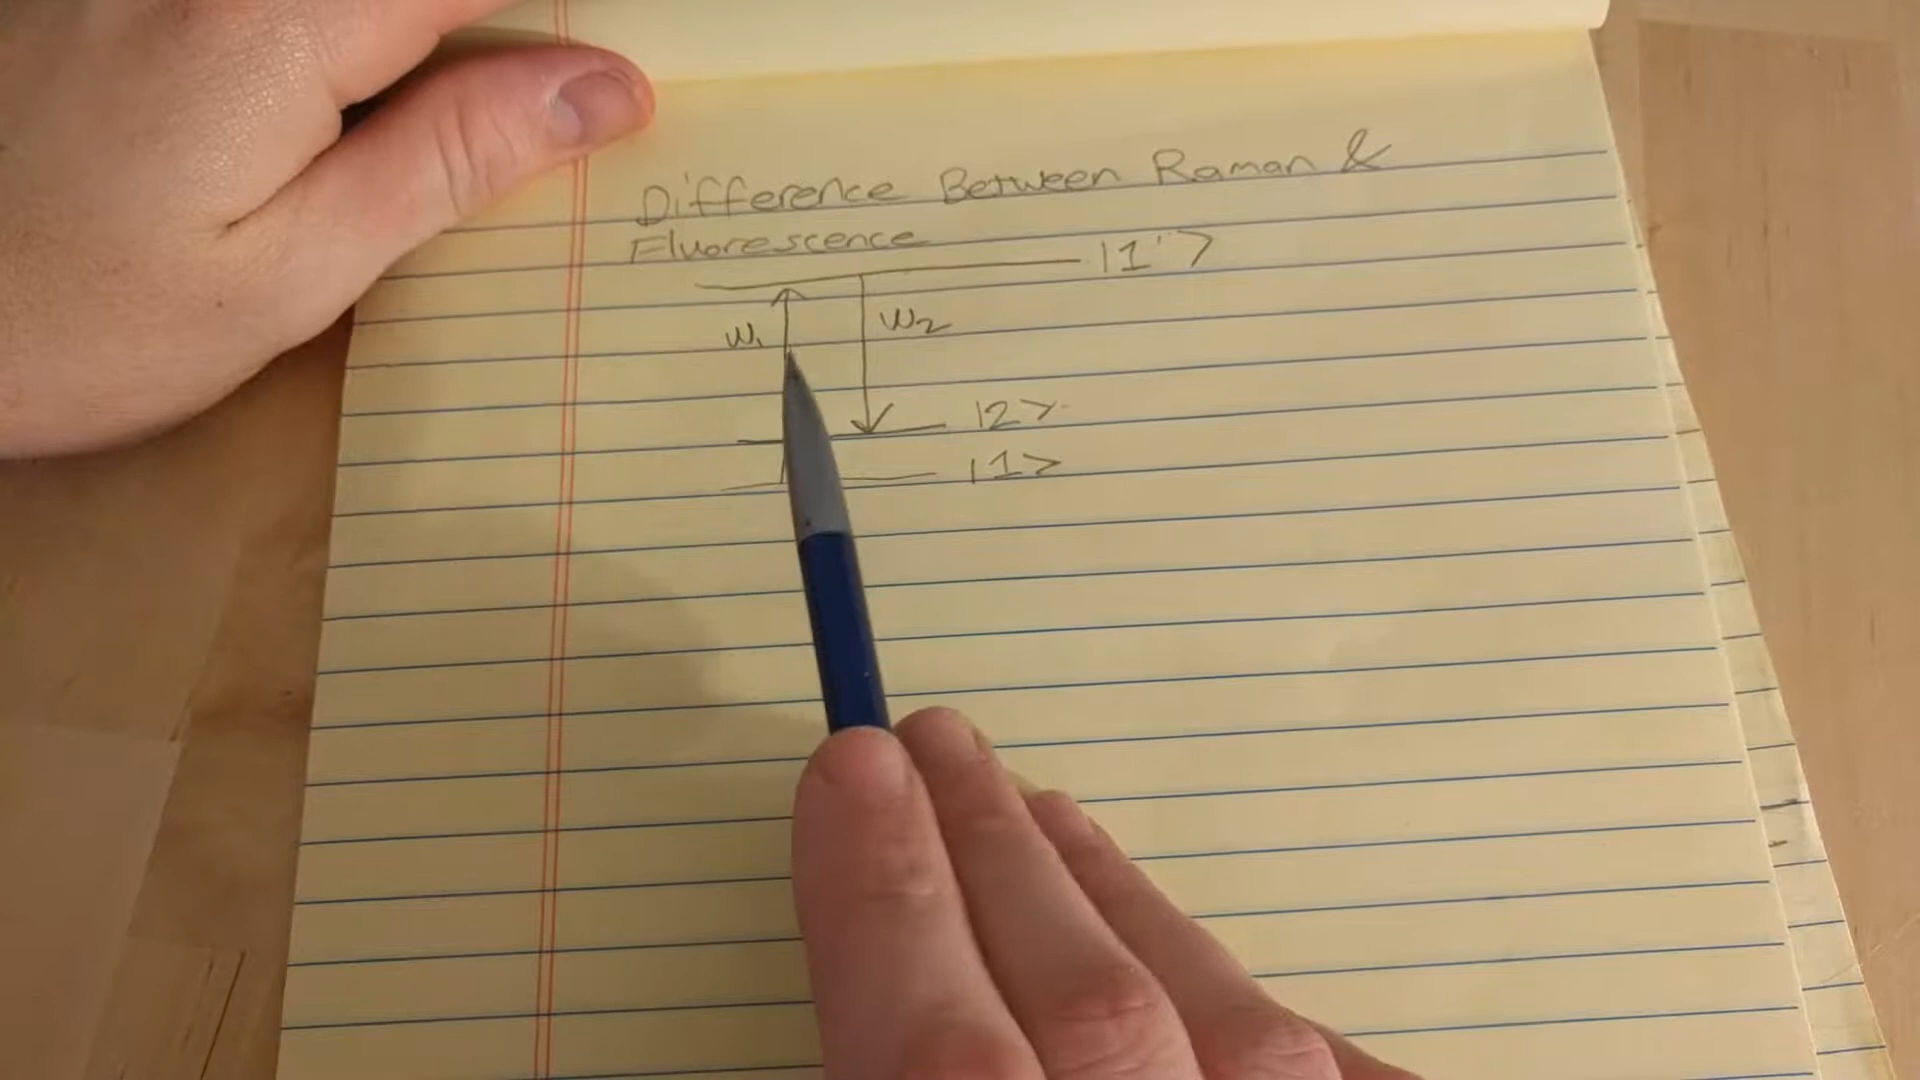 Difference Between Raman &
Fluorescence
|1'>
w₁
w₂
|2>
|1>